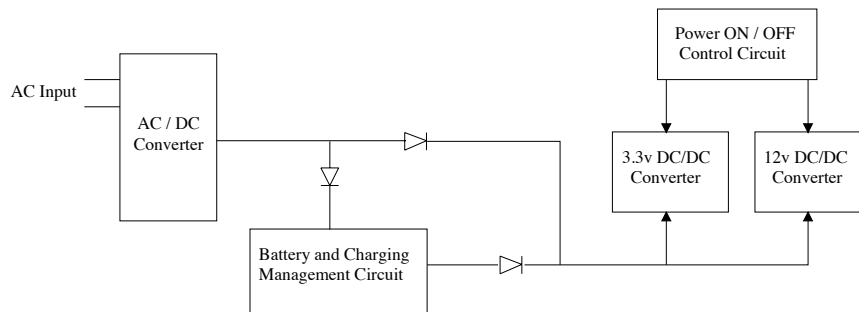 Power ON / OFF
Control Circuit
AC Input
AC / DC
Converter
3.3v DC/DC
Converter
12v DC/DC
Converter
Battery and Charging
Management Circuit